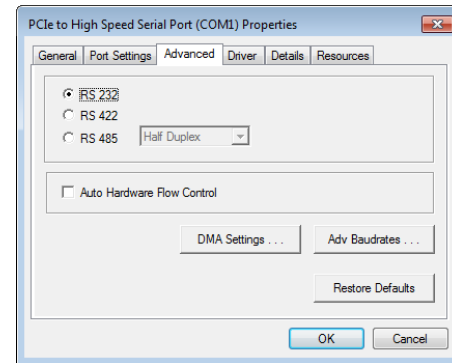 PCIe to High Speed Serial Port (COM1) Properties
General Port Settings Advanced Driver Details Resources
RS 232
RS 422
RS 485 Half Duplex
Auto Hardware Flow Control
DMA Settings . . . Adv Baudrates . . .
Restore Defaults
OK Cancel